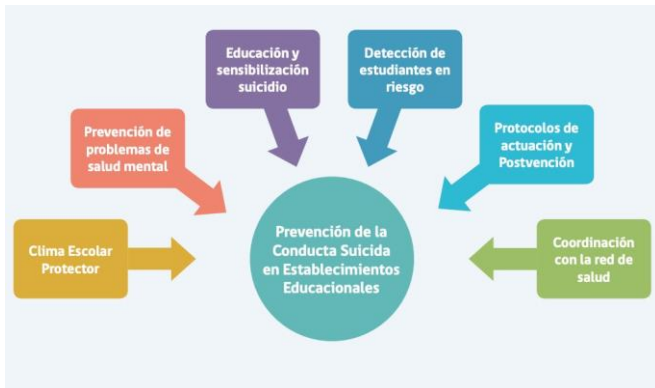 Educación y
sensibilización
suicidio
Detección de
estudiantes en
riesgo
Prevención de
problemas de
salud mental
Protocolos de
actuación y
Postvención
Clima Escolar
Protector
Prevención de la
Conducta Suicida
en Establecimientos
Educacionales
Coordinación
con la red de
salud